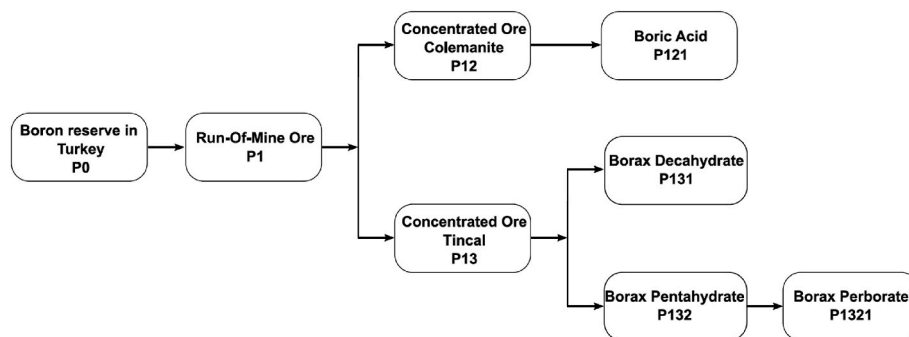 Boron reserve in
Turkey
P0
Run-Of-Mine Ore
P1
Concentrated Ore
Colemanite
P12
Boric Acid
P121
Concentrated Ore
Tincal
P13
Borax Decahydrate
P131
Borax Pentahydrate
P132
Borax Perborate
P1321